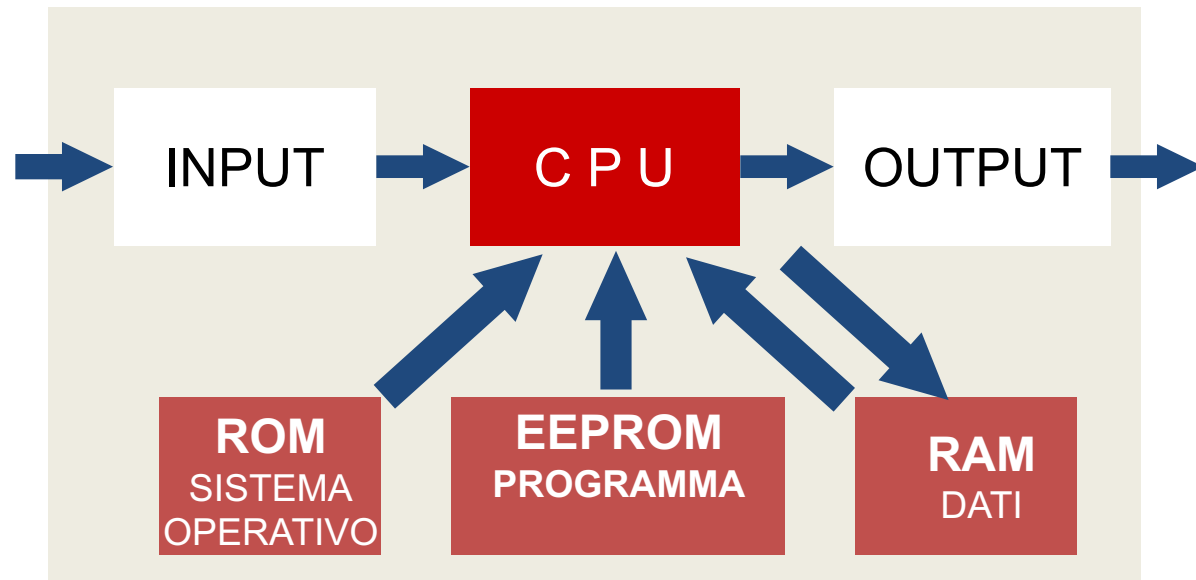 INPUT
C P U
OUTPUT
ROM
SISTEMA
OPERATIVO
EEPROM
PROGRAMMA
RAM
DATI